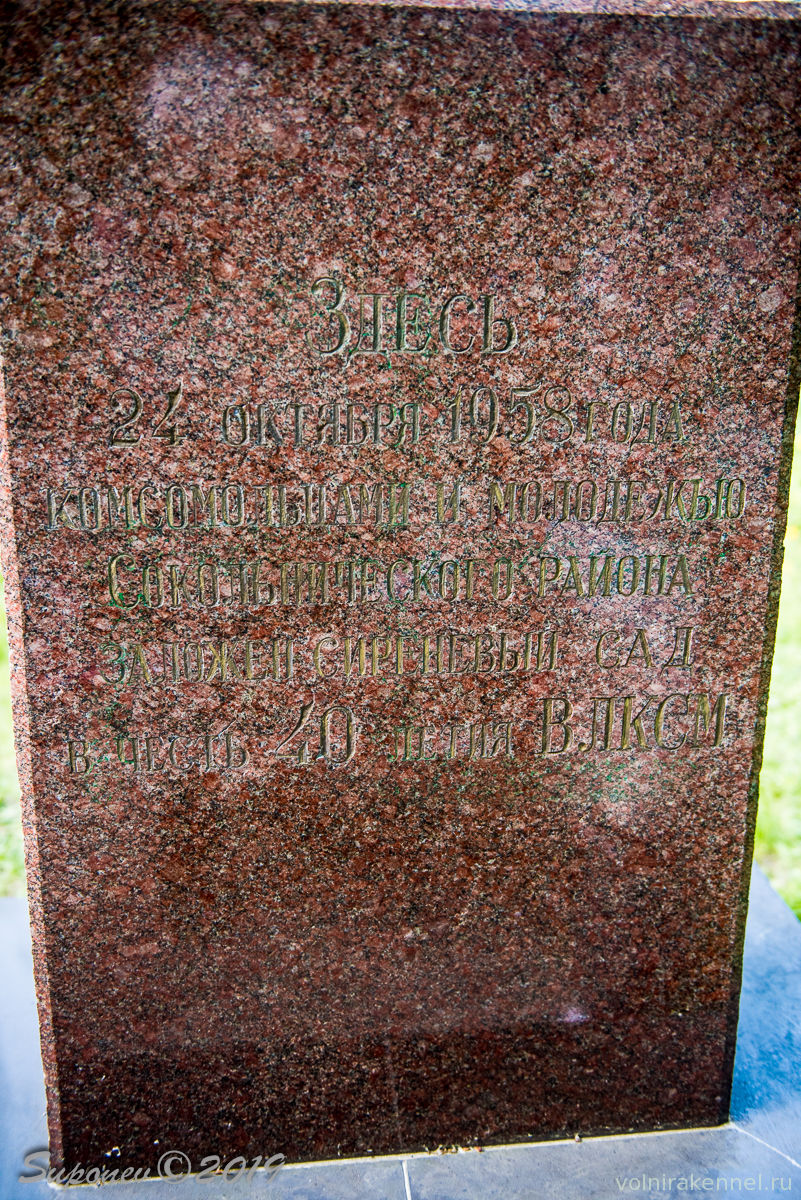 Здесь
24 октября 1958 года
комсомольцами и молодежью
Сокольнического района
заложен сиреневый сад
в честь 40 летия ВЛКСМ
Suponev © 2019
volnirakennel.ru